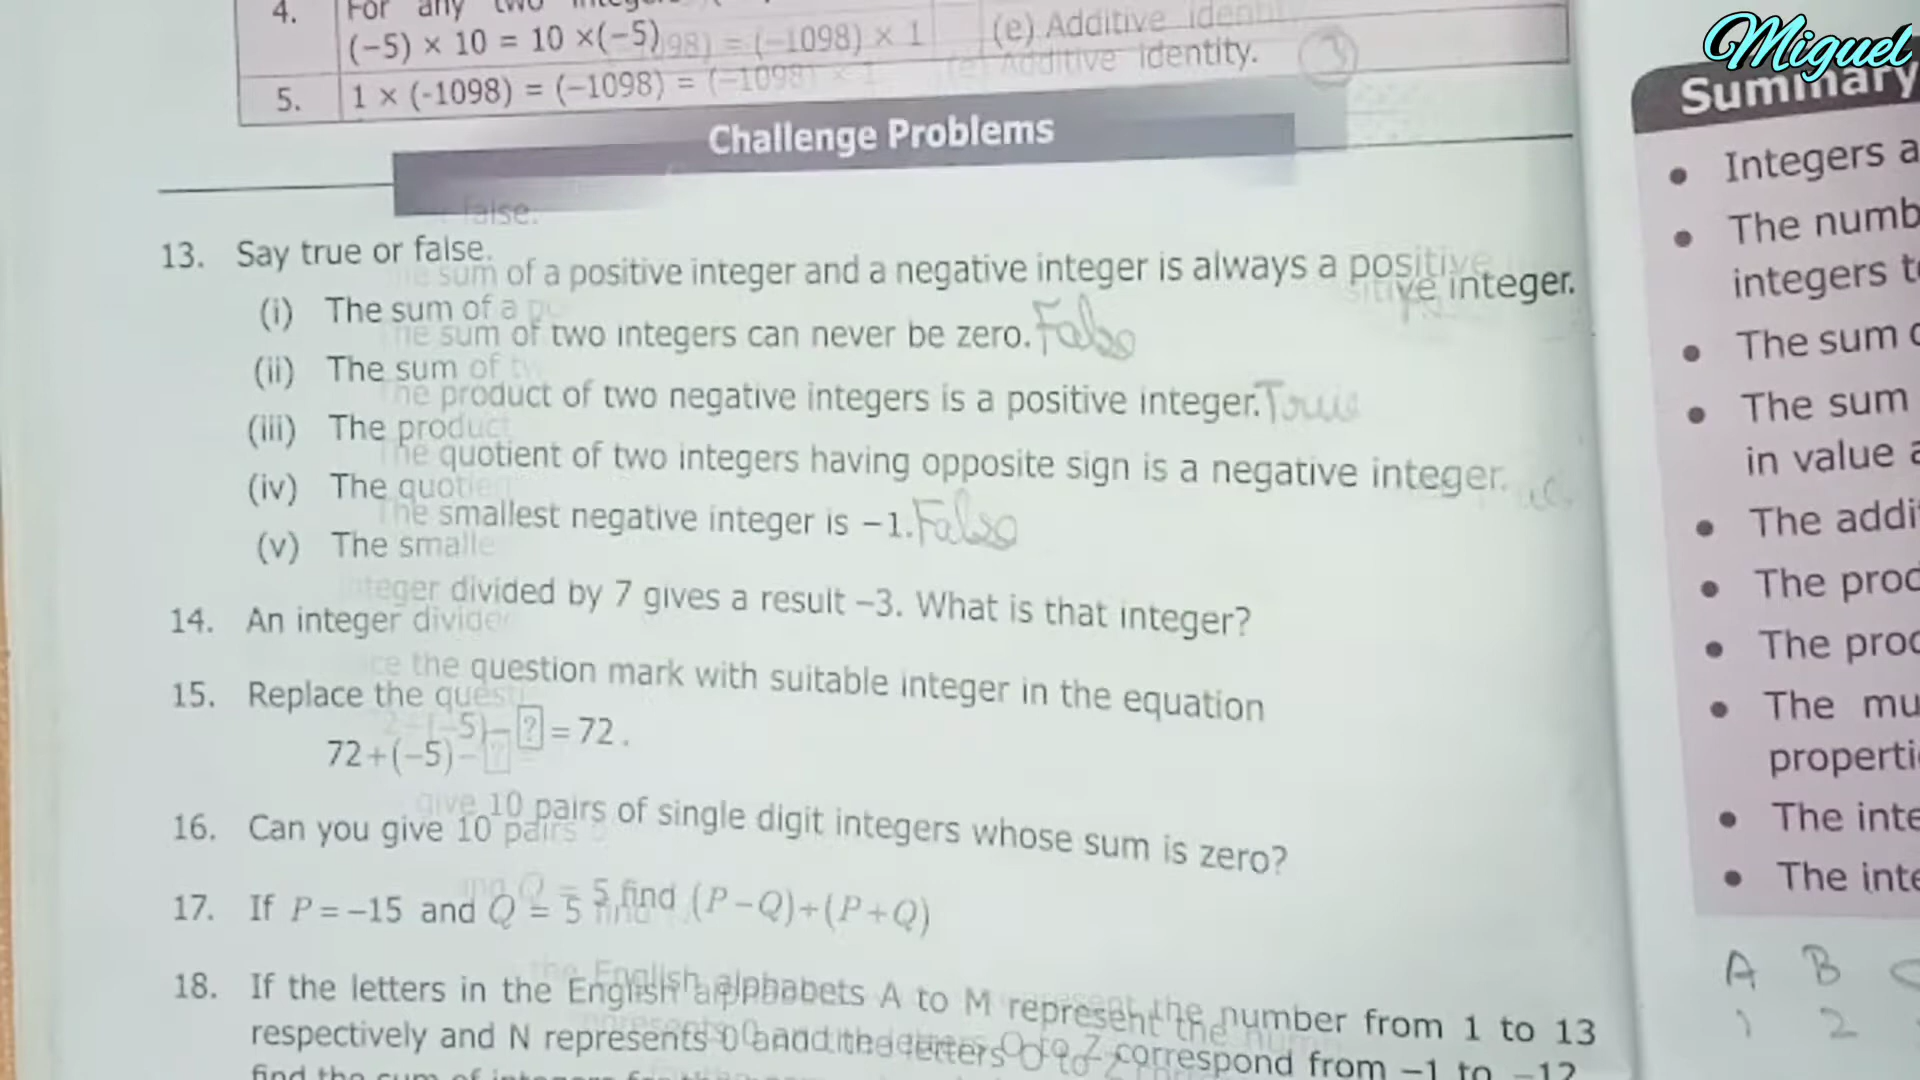 4. For any two
(−5) × 10 = 10 ×(−5)
(e) Additive identity.
5. 1 × (-1098) = (−1098) = (−1098) × 1
Miguel
Summary
Challenge Problems
13. Say true or false.
(i) The sum of a positive integer and a negative integer is always a positive integer.
(ii) The sum of two integers can never be zero. False
(iii) The product of two negative integers is a positive integer. True
(iv) The quotient of two integers having opposite sign is a negative integer.
(v) The smallest negative integer is −1. False
14. An integer divided by 7 gives a result −3. What is that integer?
15. Replace the question mark with suitable integer in the equation
72+(−5)−? = 72.
16. Can you give 10 pairs of single digit integers whose sum is zero?
17. If P = −15 and Q = 5 find (P−Q)+(P+Q)
18. If the letters in the English alphabets A to M represent the number from 1 to 13
respectively and N represents 0 and the letters O to Z correspond from −1 to −12
find the sum of integers
• Integers
• The numb
integers
• The sum
• The sum
in value
• The addi
• The prod
• The prod
• The mu
properti
• The inte
• The inte
A B
1 2